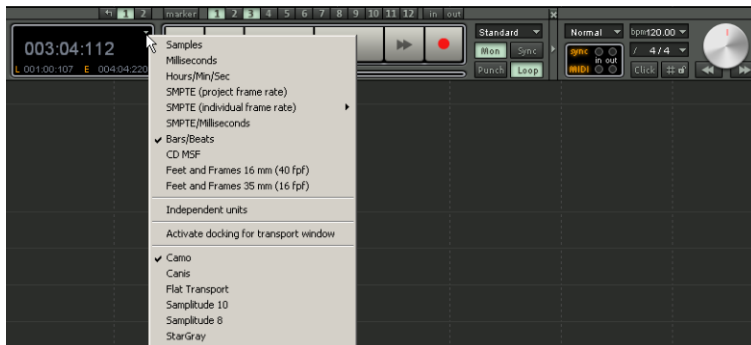 1 2 marker 1 2 3 4 5 6 7 8 9 10 11 12 in out
003:04:112
L 001:00:107 E 004:04:220
Standard
Mon Sync
Punch Loop
Normal bpm 120.00
sync in out MIDI
/ 4/4
Click #
Samples
Milliseconds
Hours/Min/Sec
SMPTE (project frame rate)
SMPTE (individual frame rate)
SMPTE/Milliseconds
Bars/Beats
CD MSF
Feet and Frames 16 mm (40 fpf)
Feet and Frames 35 mm (16 fpf)
Independent units
Activate docking for transport window
Camo
Canis
Flat Transport
Samplitude 10
Samplitude 8
StarGray